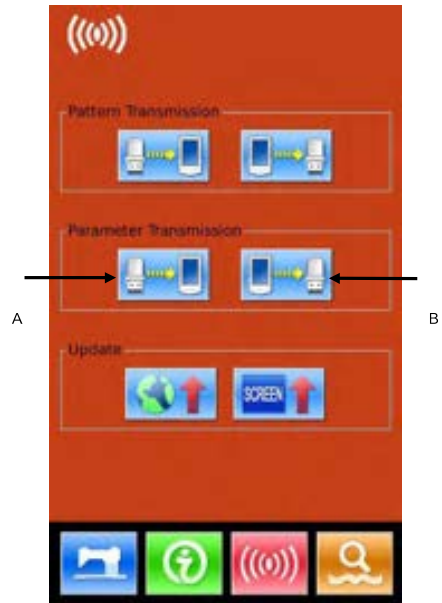 Pattern Transmission
Parameter Transmission
A
B
Update
SCREEN